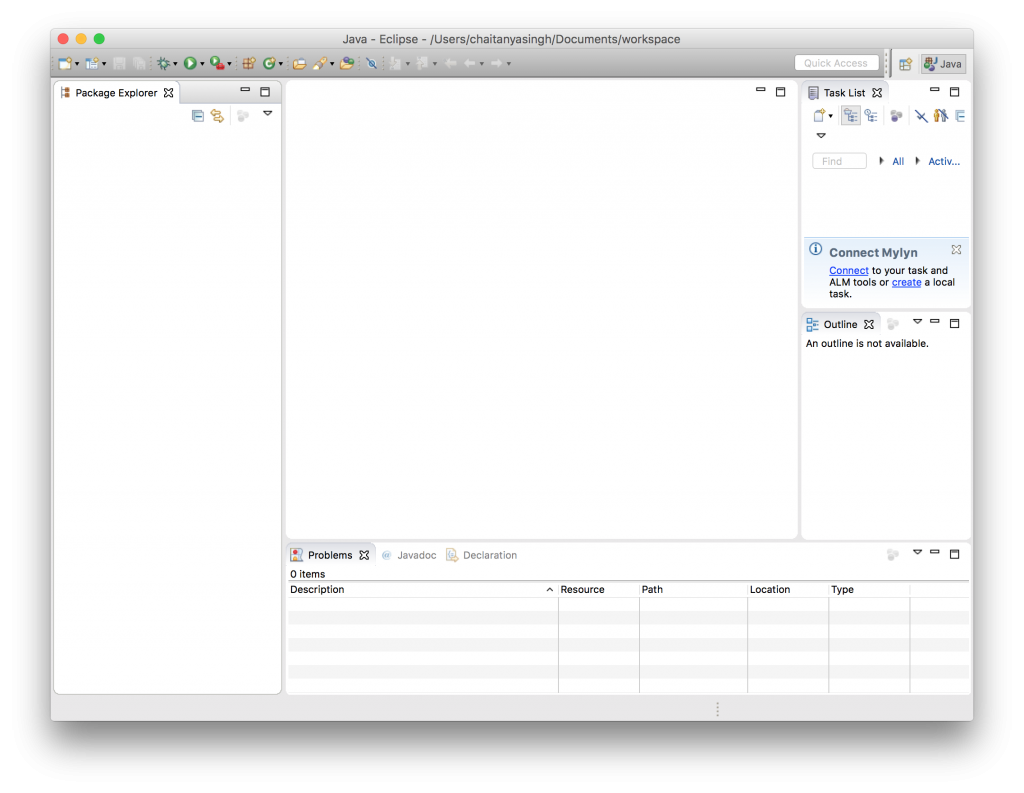 Java - Eclipse - /Users/chaitanyasingh/Documents/workspace
Quick Access
Java
Package Explorer
Task List
Find
All
Activ...
Connect Mylyn
Connect to your task and
ALM tools or create a local
task.
Outline
An outline is not available.
Problems
Javadoc
Declaration
0 items
Description
Resource
Path
Location
Type